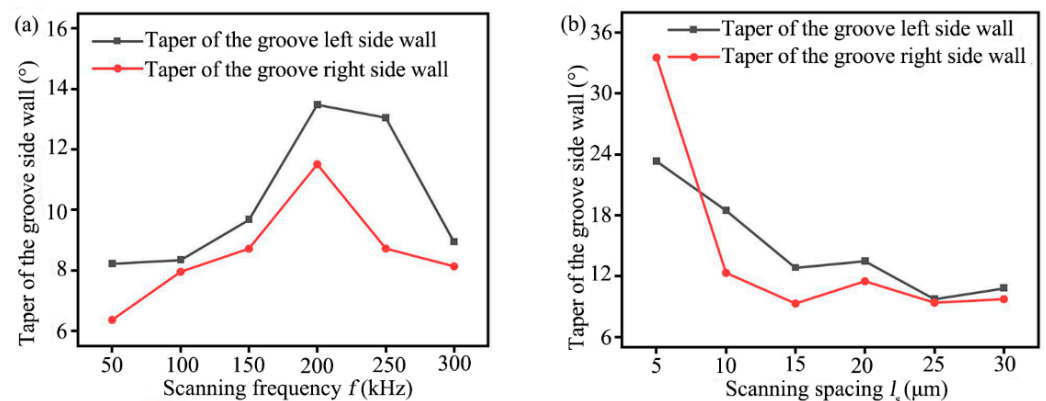 (a)
Taper of the groove left side wall
Taper of the groove right side wall
Taper of the groove side wall (°)
16
14
12
10
8
6
50 100 150 200 250 300
Scanning frequency f (kHz)
(b)
Taper of the groove left side wall
Taper of the groove right side wall
Taper of the groove side wall (°)
36
30
24
18
12
6
5 10 15 20 25 30
Scanning spacing ls (μm)